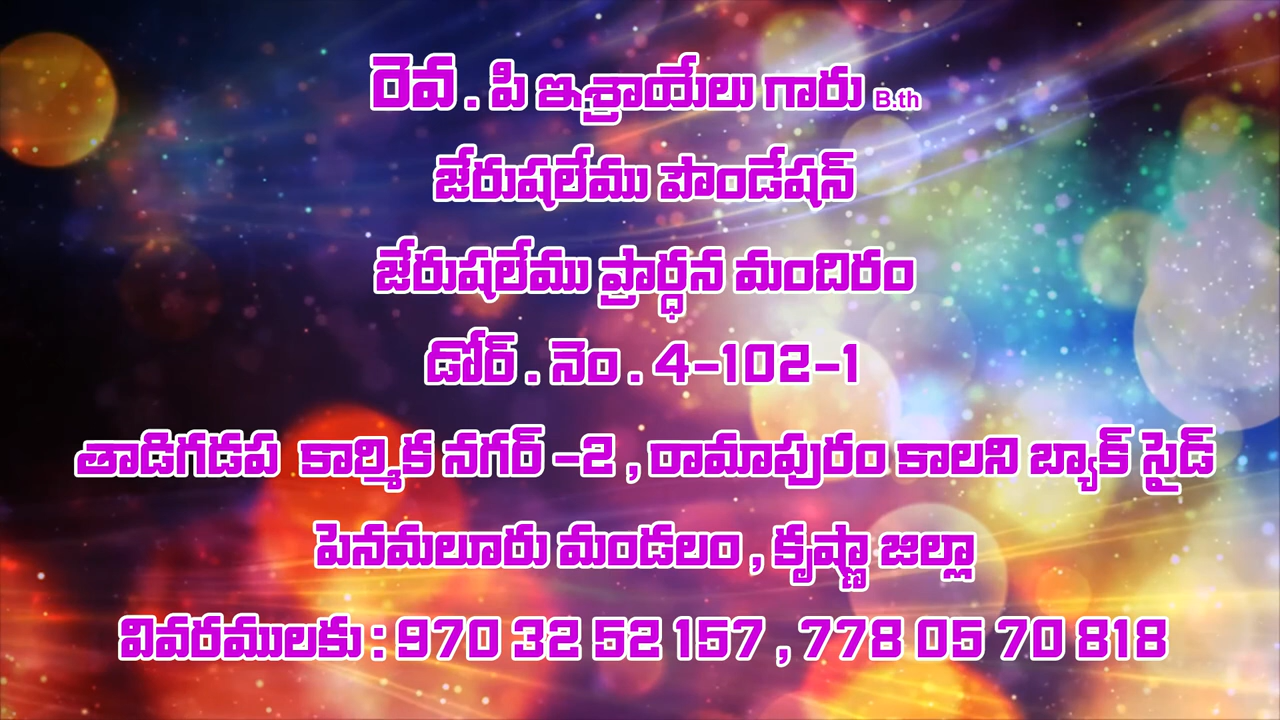 రెవ . పి ఇశ్రాయేలు గారు B.th
జేరుషలేము పౌండేషన్
జేరుషలేము ప్రార్ధన మందిరం
డోర్ . నెం . 4-102-1
తాడిగడప కార్మిక నగర్ -2 , రామాపురం కాలని బ్యాక్ సైడ్
పెనమలూరు మండలం , కృష్ణా జిల్లా
వివరములకు : 970 32 52 157 , 778 05 70 818